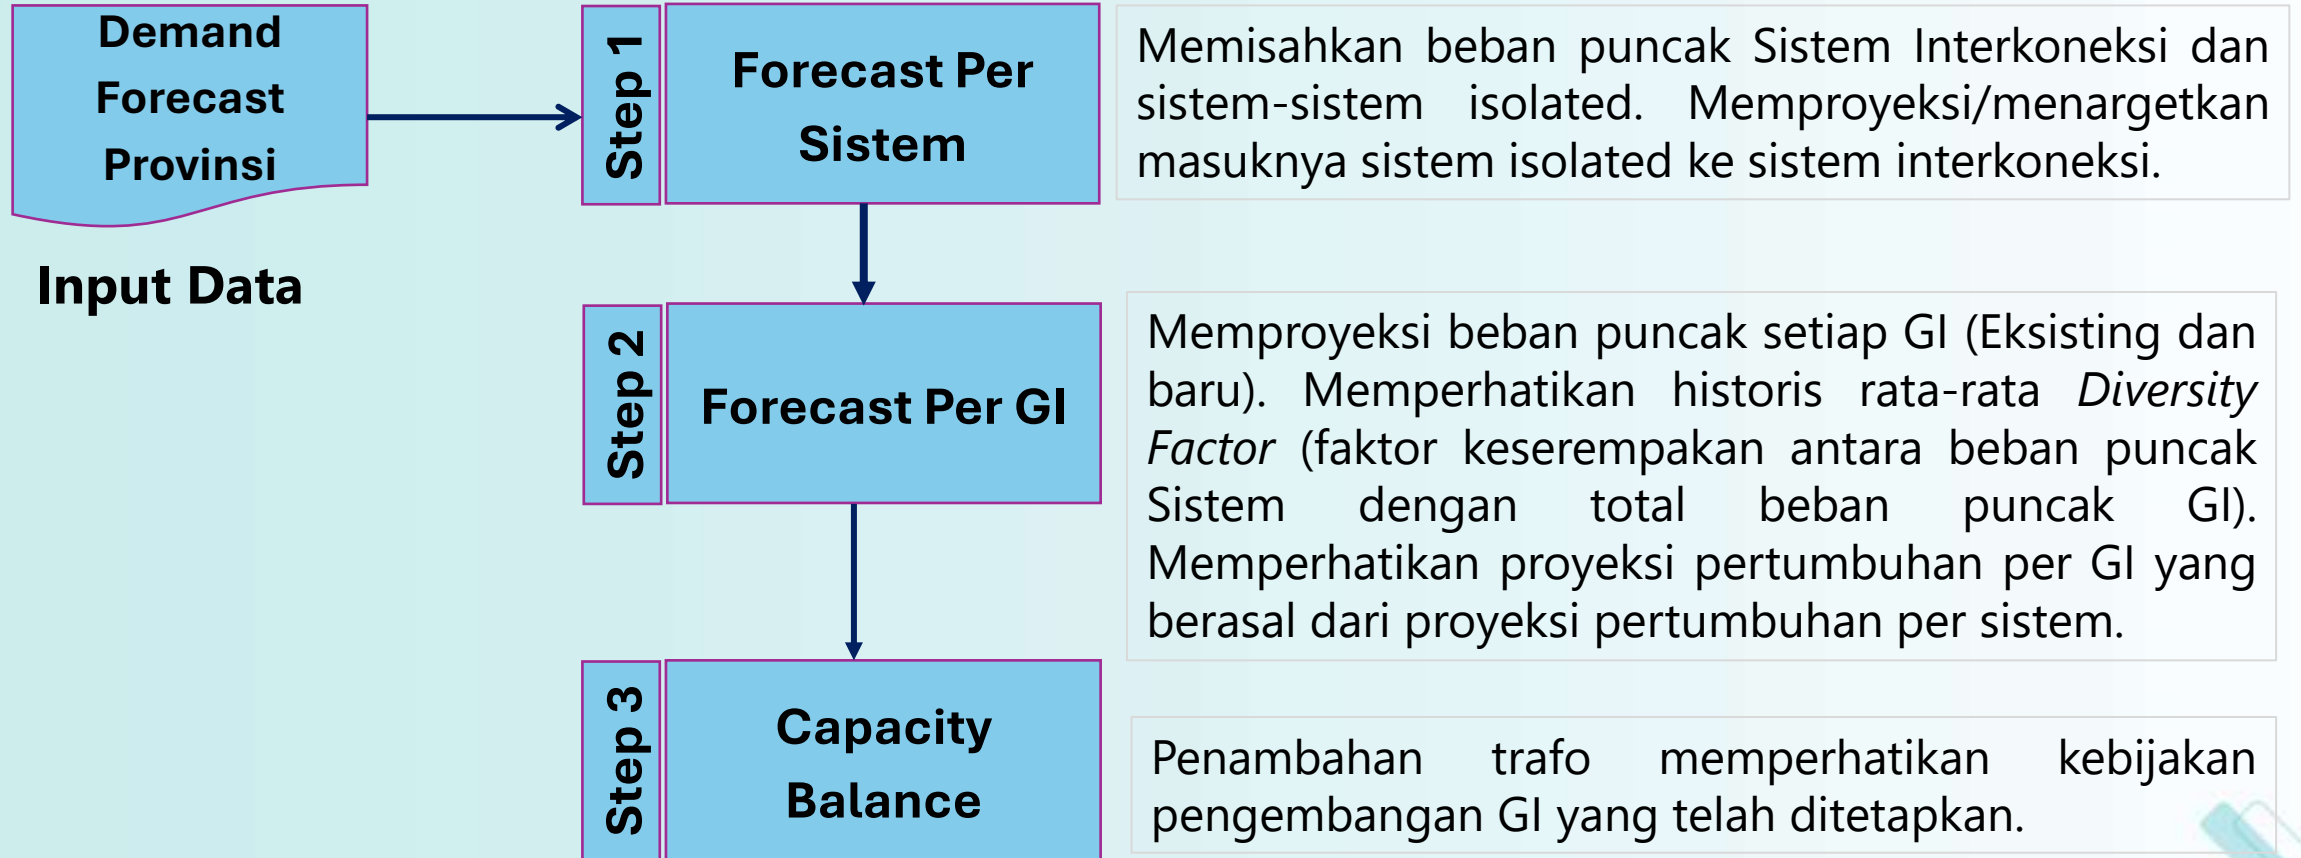 Demand
Forecast
Provinsi
Input Data
Step 1
Forecast Per
Sistem
Memisahkan beban puncak Sistem Interkoneksi dan
sistem-sistem isolated. Memproyeksi/menargetkan
masuknya sistem isolated ke sistem interkoneksi.
Step 2
Forecast Per GI
Memproyeksi beban puncak setiap GI (Eksisting dan
baru). Memperhatikan historis rata-rata Diversity
Factor (faktor keserempakan antara beban puncak
Sistem dengan total beban puncak GI).
Memperhatikan proyeksi pertumbuhan per GI yang
berasal dari proyeksi pertumbuhan per sistem.
Step 3
Capacity
Balance
Penambahan trafo memperhatikan kebijakan
pengembangan GI yang telah ditetapkan.